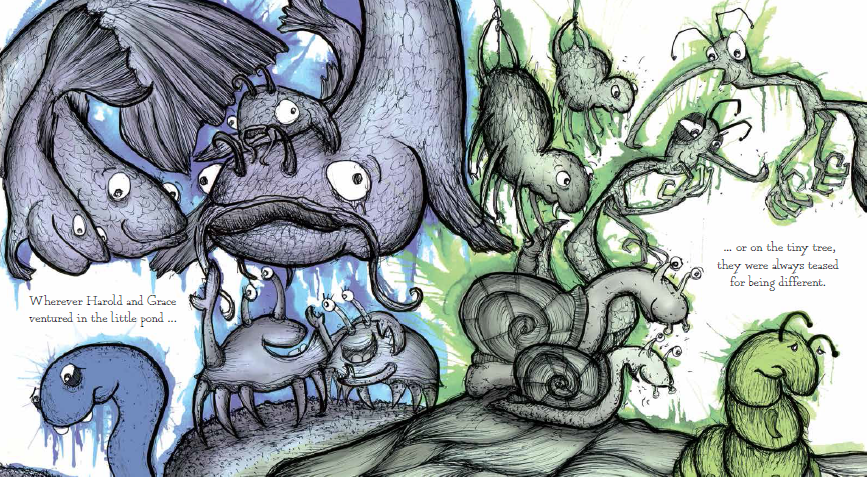 Wherever Harold and Grace
ventured in the little pond ...
... or on the tiny tree,
they were always teased
for being different.